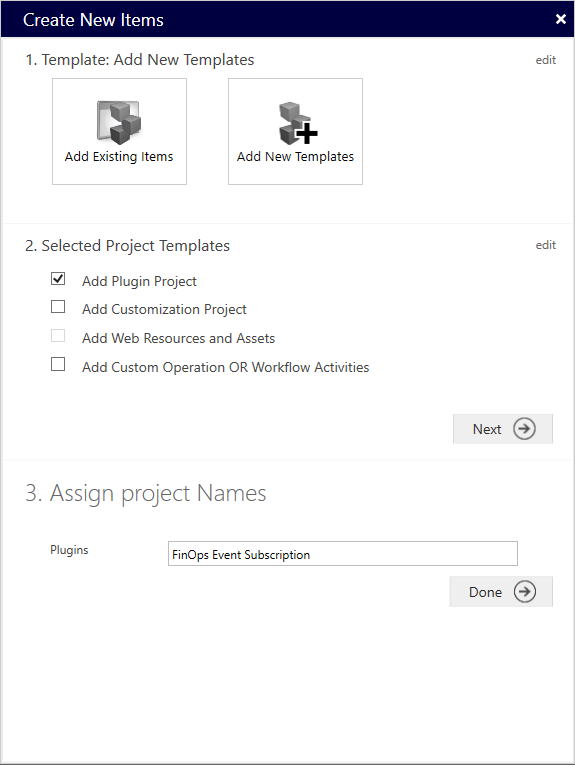 Create New Items
1. Template: Add New Templates
edit
Add Existing Items
Add New Templates
2. Selected Project Templates
edit
Add Plugin Project
Add Customization Project
Add Web Resources and Assets
Add Custom Operation OR Workflow Activities
Next
3. Assign project Names
Plugins
FinOps Event Subscription
Done